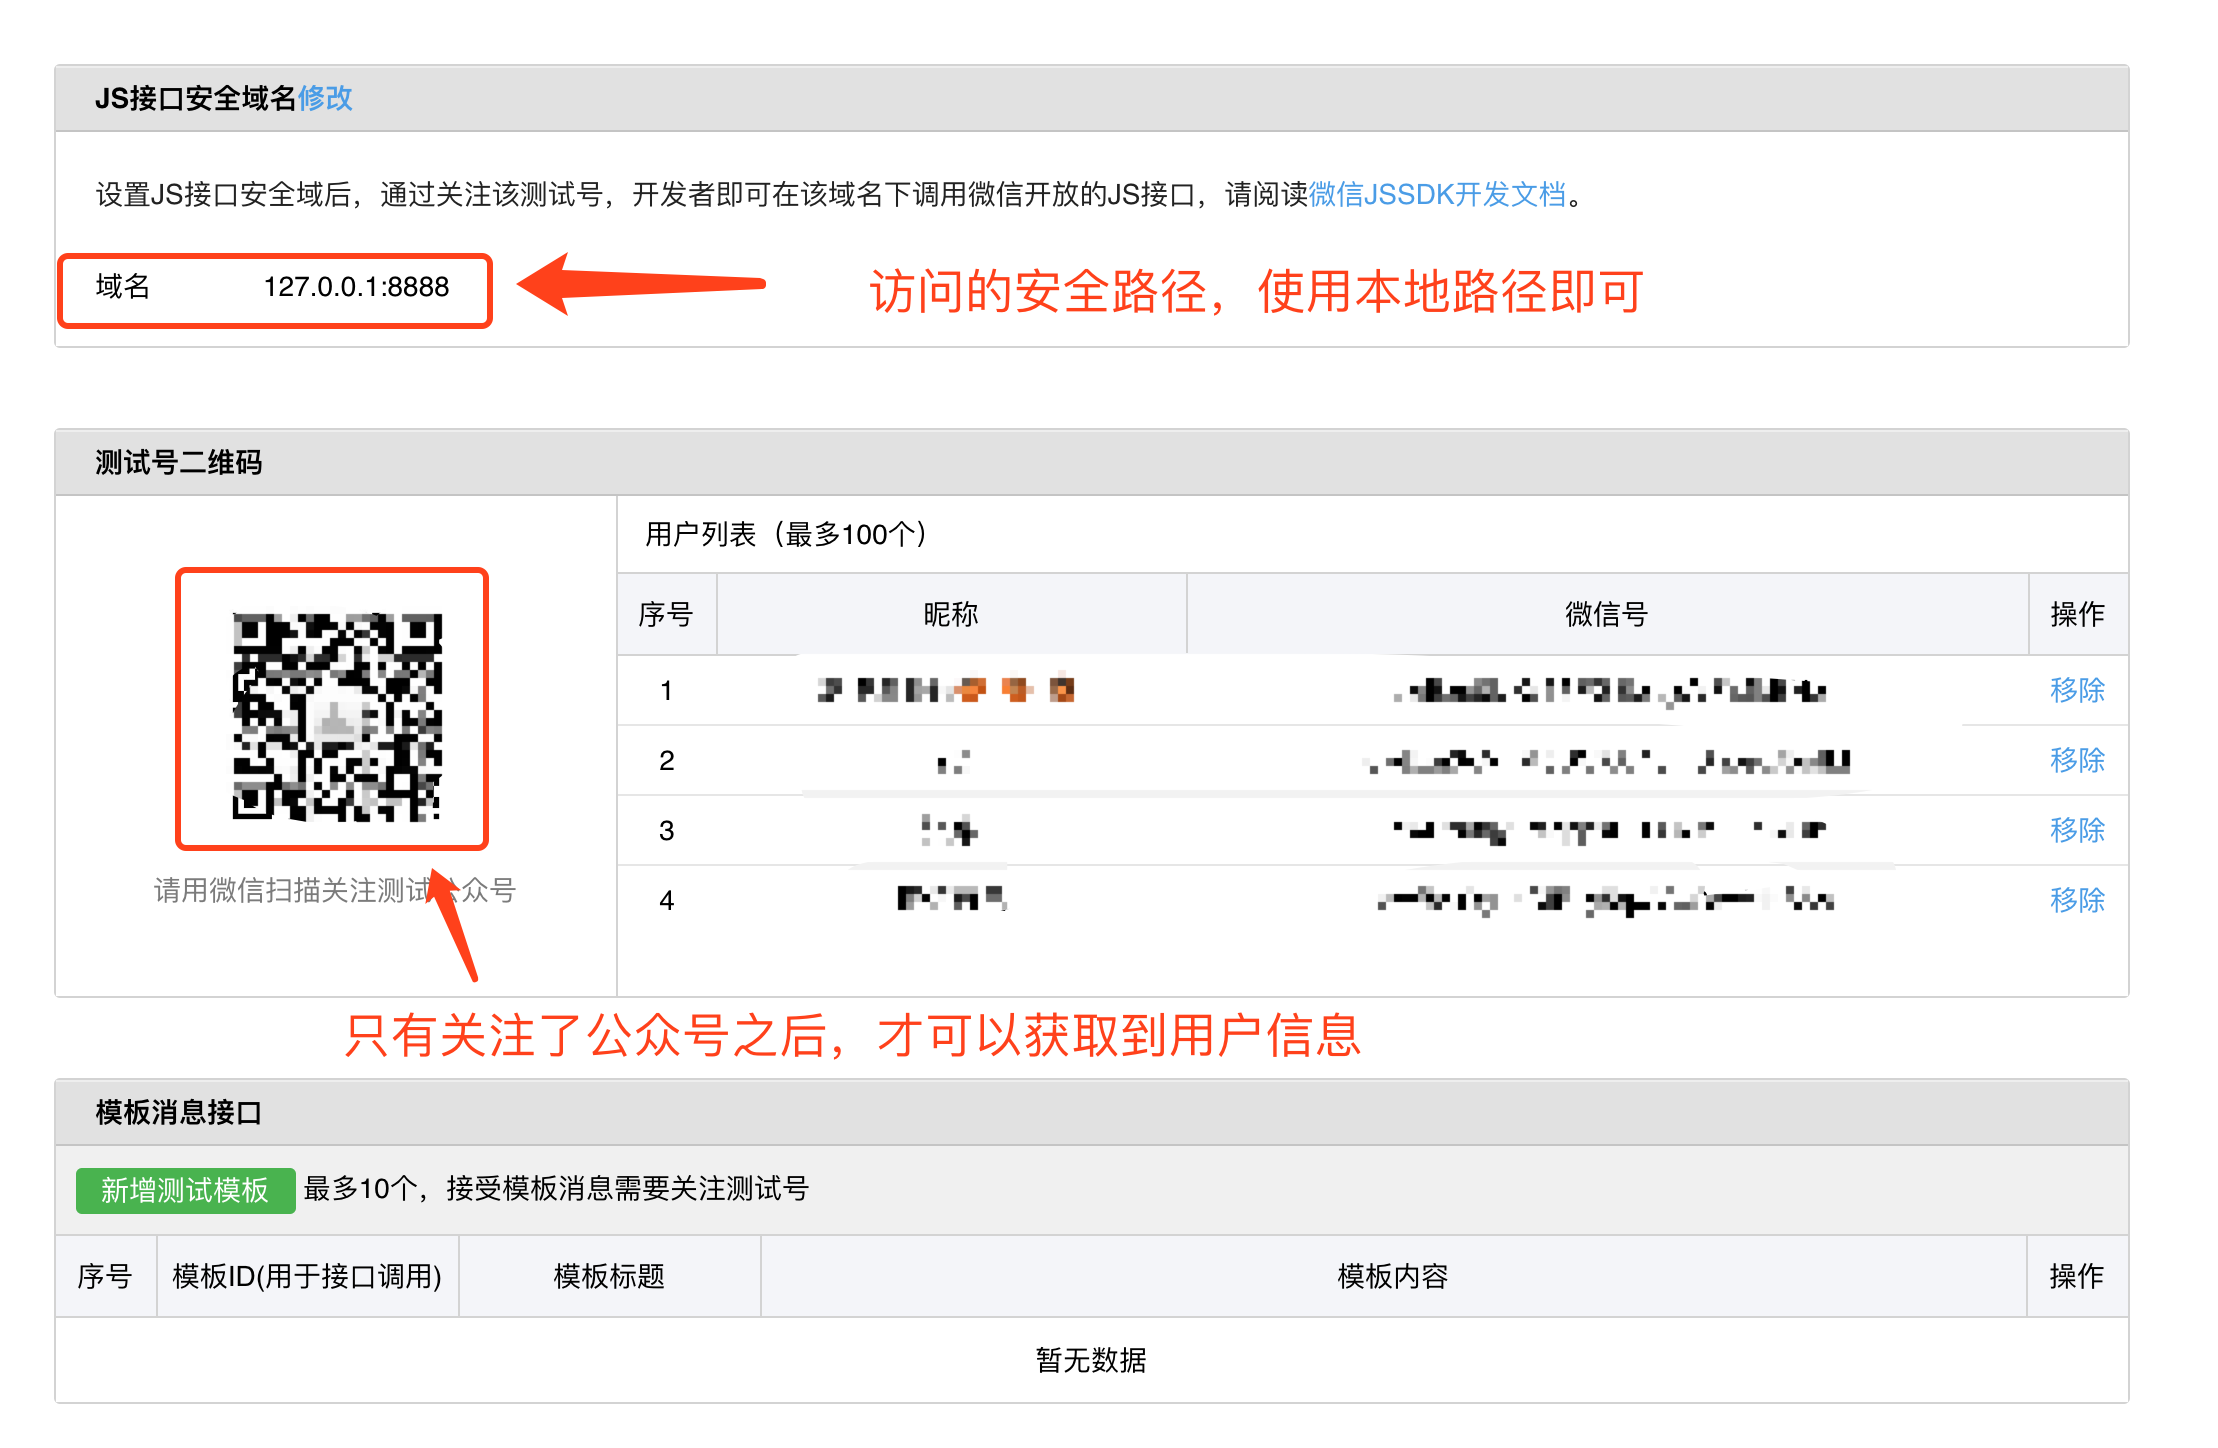 JS接口安全域名修改
设置JS接口安全域后，通过关注该测试号，开发者即可在该域名下调用微信开放的JS接口，请阅读微信JSSDK开发文档。
域名 127.0.0.1:8888
访问的安全路径，使用本地路径即可
测试号二维码
用户列表（最多100个）
序号 昵称 微信号 操作
1 移除
2 移除
3 移除
4 移除
请用微信扫描关注测试公众号
只有关注了公众号之后，才可以获取到用户信息
模板消息接口
新增测试模板 最多10个，接受模板消息需要关注测试号
序号 模板ID(用于接口调用) 模板标题 模板内容 操作
暂无数据